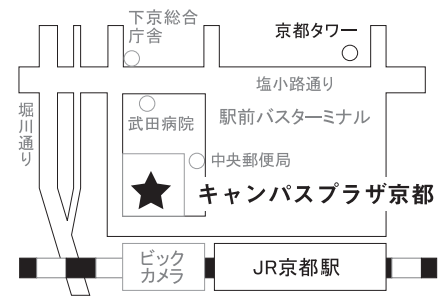 下京総合
庁舎
京都タワー
塩小路通り
堀川通り
武田病院
駅前バスターミナル
中央郵便局
キャンパスプラザ京都
ビック
カメラ
JR京都駅